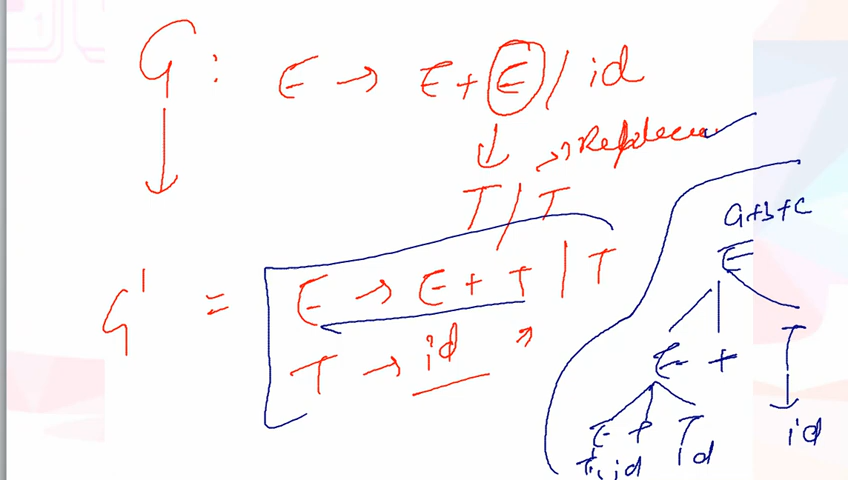 G : E → E + E / id
↓ → Replace
T / T
G' = E → E + T | T
T → id
a+b+c
E
E + T
E + T id
T id id